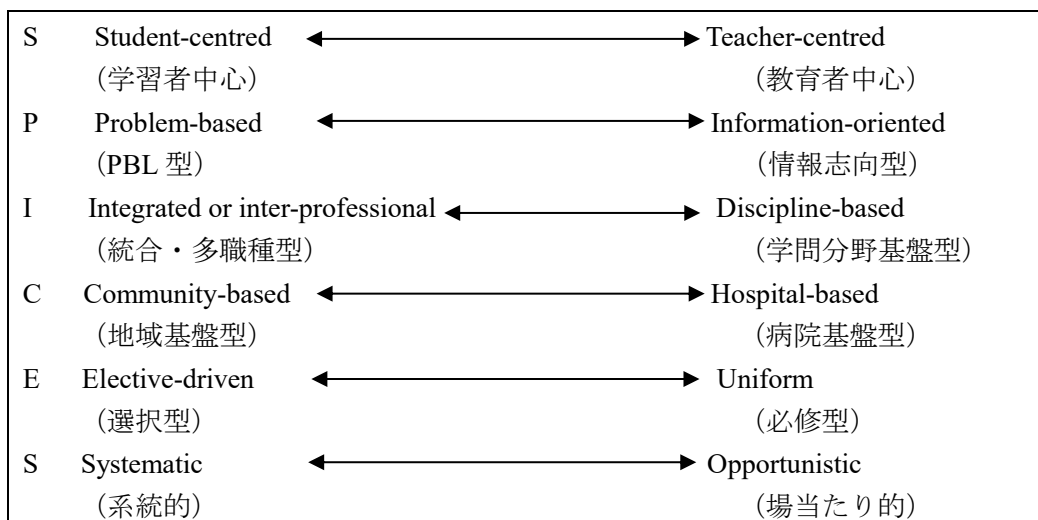 S Student-centred Teacher-centred
（学習者中心） （教育者中心）
P Problem-based Information-oriented
（PBL 型） （情報志向型）
I Integrated or inter-professional Discipline-based
（統合・多職種型） （学問分野基盤型）
C Community-based Hospital-based
（地域基盤型） （病院基盤型）
E Elective-driven Uniform
（選択型） （必修型）
S Systematic Opportunistic
（系統的） （場当たり的）